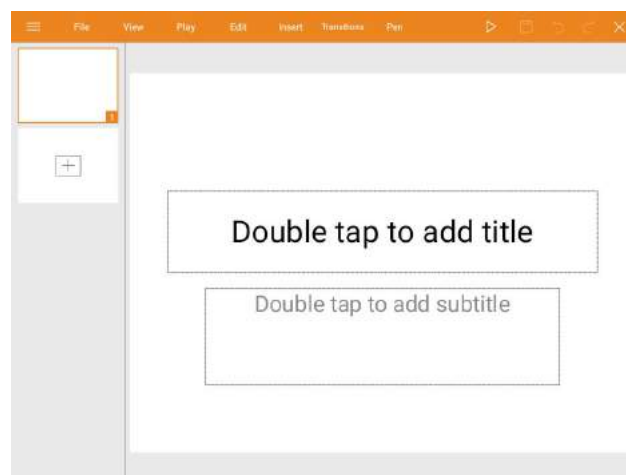 File View Play Edit Insert Transitions Pen
1
Double tap to add title
Double tap to add subtitle